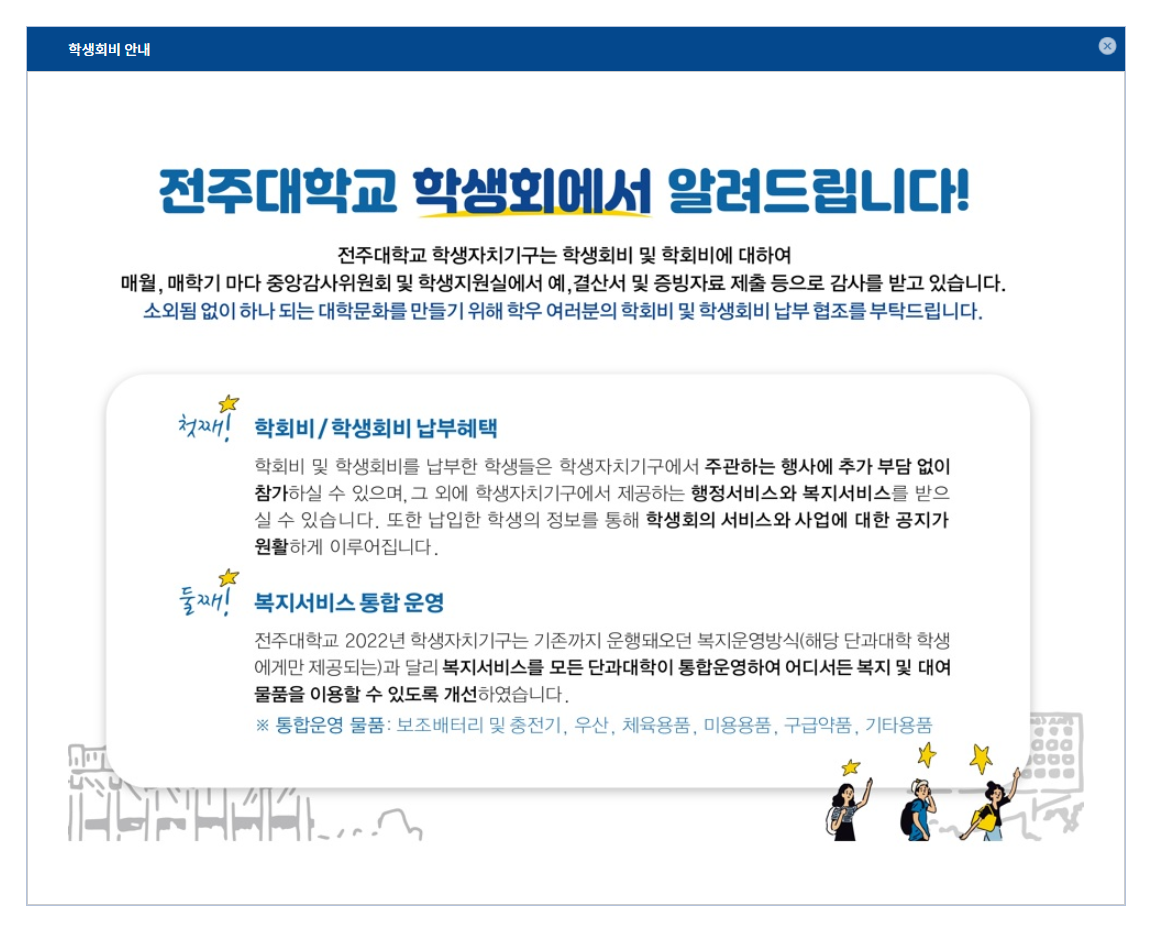 학생회비 안내
전주대학교 학생회에서 알려드립니다!
전주대학교 학생자치기구는 학생회비 및 학회비에 대하여
매월, 매학기 마다 중앙감사위원회 및 학생지원실에서 예,결산서 및 증빙자료 제출 등으로 감사를 받고 있습니다.
소외됨 없이 하나 되는 대학문화를 만들기 위해 학우 여러분의 학회비 및 학생회비 납부 협조를 부탁드립니다.
첫째! 학회비 / 학생회비 납부혜택
학회비 및 학생회비를 납부한 학생들은 학생자치기구에서 주관하는 행사에 추가 부담 없이
참가하실 수 있으며, 그 외에 학생자치기구에서 제공하는 행정서비스와 복지서비스를 받으
실 수 있습니다. 또한 납입한 학생의 정보를 통해 학생회의 서비스와 사업에 대한 공지가
원활하게 이루어집니다.
둘째! 복지서비스 통합 운영
전주대학교 2022년 학생자치기구는 기존까지 운행돼오던 복지운영방식(해당 단과대학 학생
에게만 제공되는)과 달리 복지서비스를 모든 단과대학이 통합운영하여 어디서든 복지 및 대여
물품을 이용할 수 있도록 개선하였습니다.
※ 통합운영 물품: 보조배터리 및 충전기, 우산, 체육용품, 미용용품, 구급약품, 기타용품